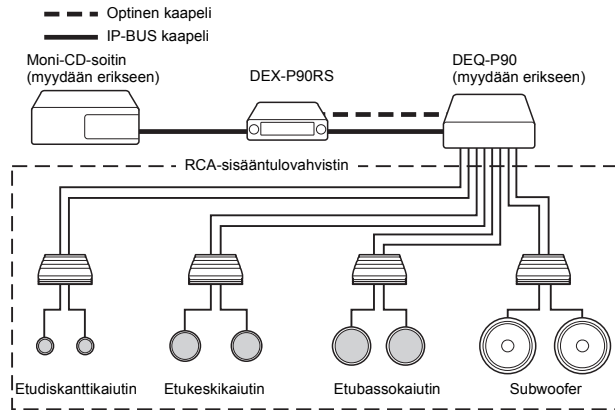 Optinen kaapeli
IP-BUS kaapeli
Moni-CD-soitin
(myydään erikseen)
DEX-P90RS
DEQ-P90
(myydään erikseen)
RCA-sisääntulovahvistin
Etudiskanttikaiutin
Etukeskikaiutin
Etubassokaiutin
Subwoofer